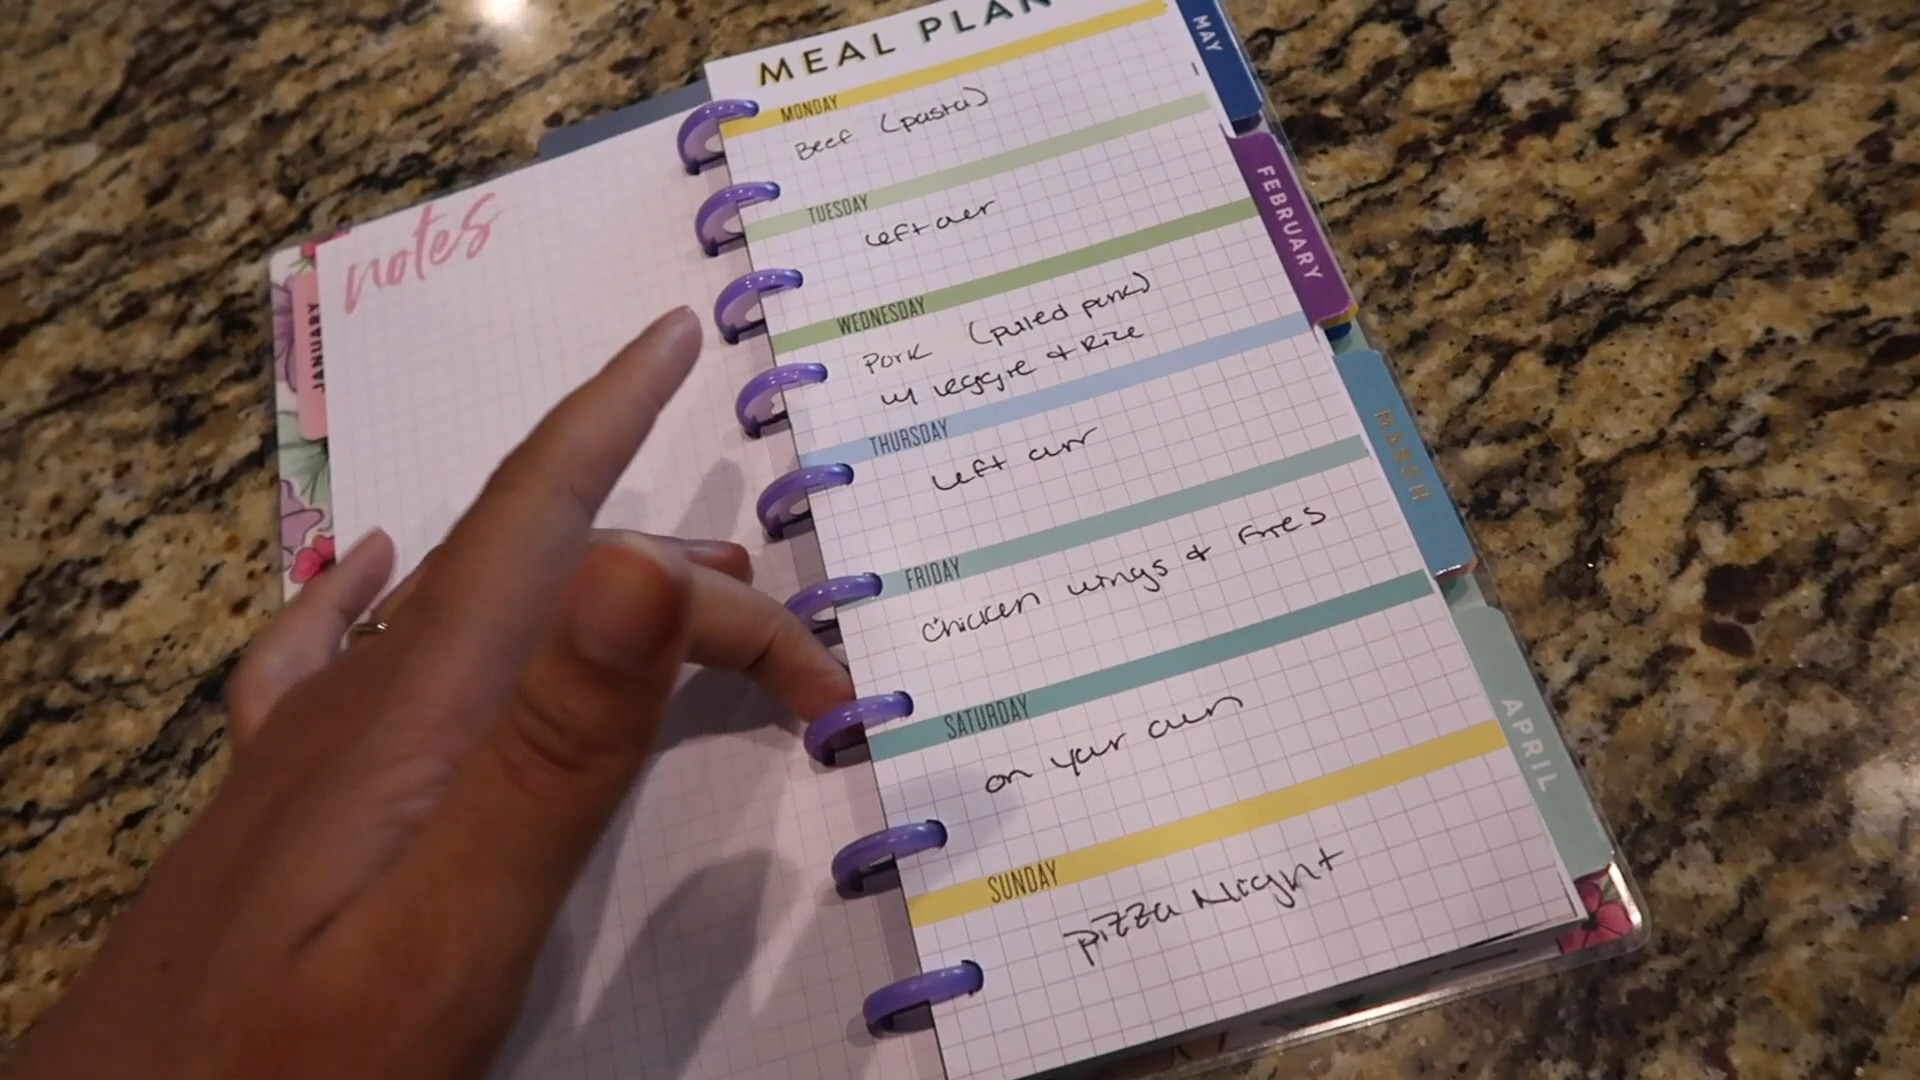 notes
JANUARY
MEAL PLAN
MONDAY
Beef (pasta)
TUESDAY
Left over
WEDNESDAY
Pork (pulled pork)
w/ veggie & Rice
THURSDAY
Left over
FRIDAY
Chicken wings & Fries
SATURDAY
on your own
SUNDAY
pizza Night
MAY
FEBRUARY
MARCH
APRIL